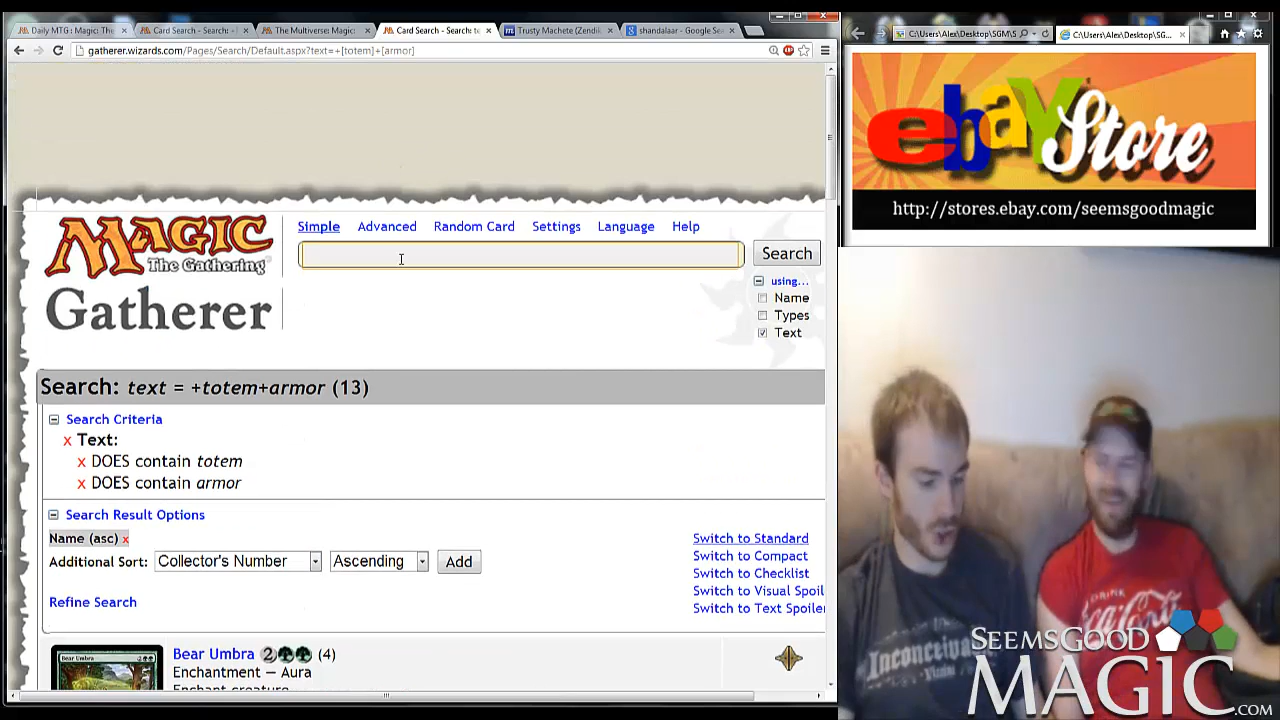 Daily MTG : Magic: The
Card Search - Search:
The Multiverse: Magic:
Card Search - Search: t
Trusty Machete (Zendik
shandalaar - Google Sea
gatherer.wizards.com/Pages/Search/Default.aspx?text=+[totem]+[armor]
C:\Users\Alex\Desktop\SGM\S
C:\Users\Alex\Desktop\SG...
ebay Store
http://stores.ebay.com/seemsgoodmagic
Simple Advanced Random Card Settings Language Help
MAGIC
The Gathering
Gatherer
Search
using...
Name
Types
Text
Search: text = +totem+armor (13)
Search Criteria
x Text:
x DOES contain totem
x DOES contain armor
Search Result Options
Name (asc) x
Additional Sort: Collector's Number Ascending Add
Refine Search
Switch to Standard
Switch to Compact
Switch to Checklist
Switch to Visual Spoil
Switch to Text Spoiler
Bear Umbra 2 (4)
Enchantment — Aura
Enchant creature
Bear Umbra
Inconceivable
DRINK
Coca-Cola
SEEMSGOOD
MAGIC.COM